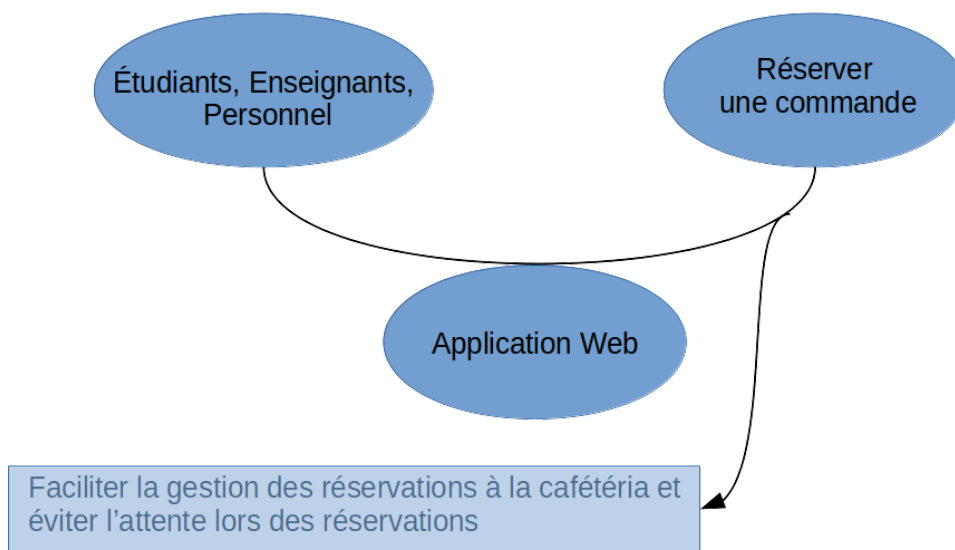 Étudiants, Enseignants,
Personnel
Réserver
une commande
Application Web
Faciliter la gestion des réservations à la cafétéria et
éviter l’attente lors des réservations